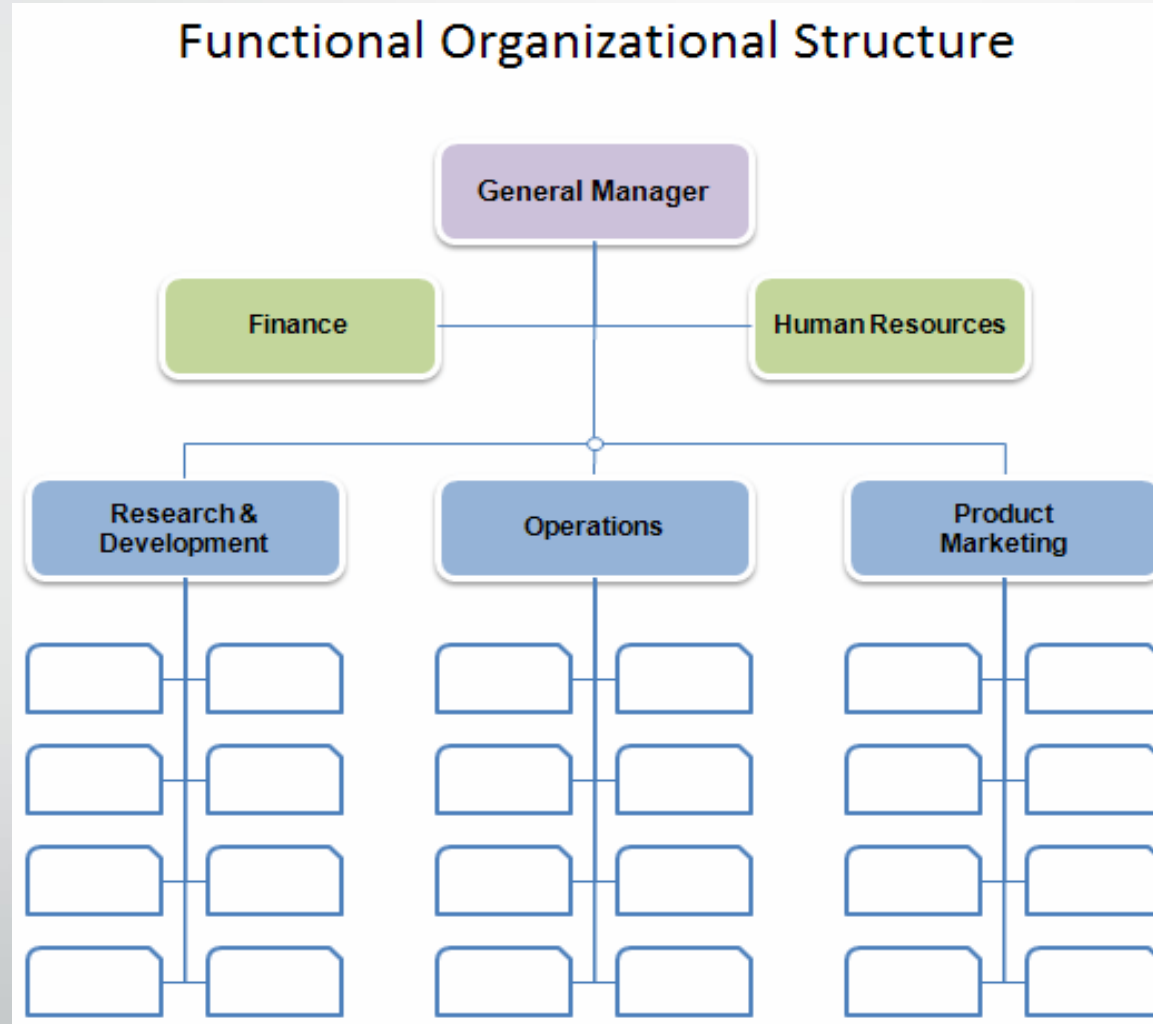 Functional Organizational Structure
General Manager
Finance
Human Resources
Research &
Development
Operations
Product
Marketing